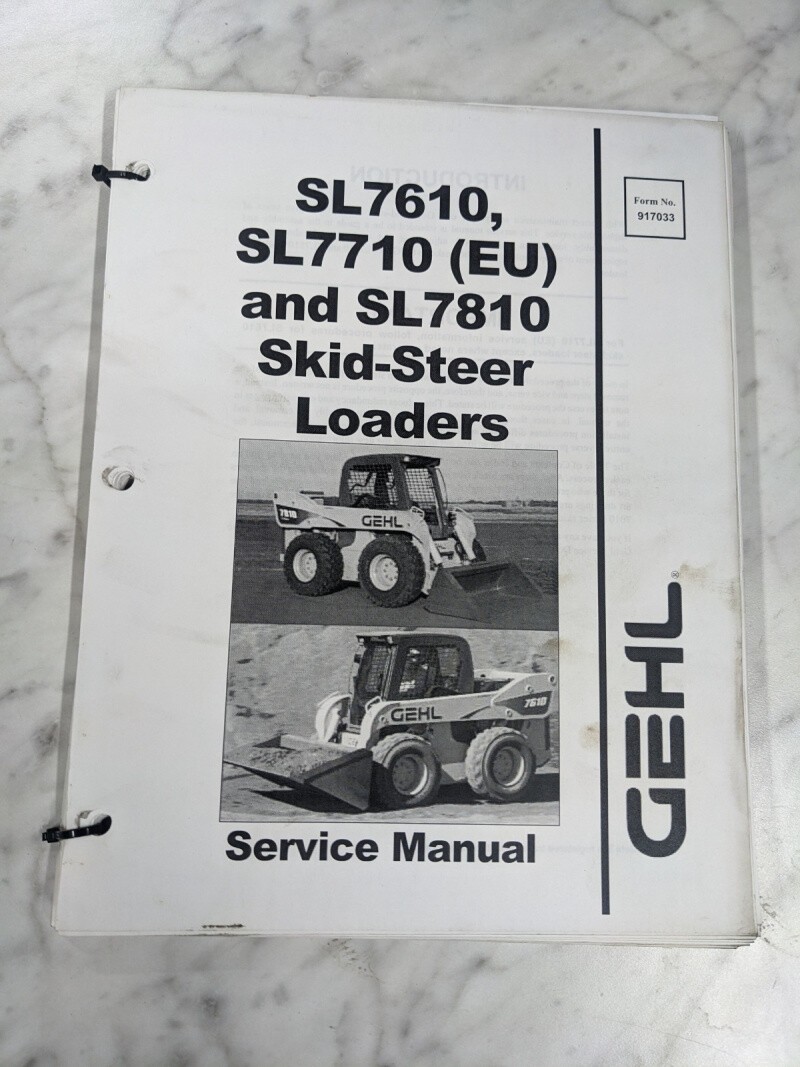 SL7610,
SL7710 (EU)
and SL7810
Skid-Steer
Loaders
Form No.
917033
7810
GEHL
GEHL
7610
Service Manual
GEHL®